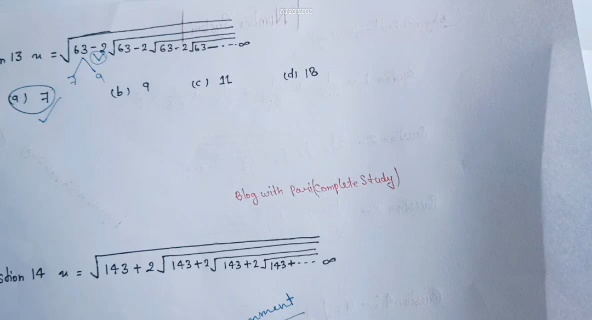 n 13 x = √63-2√63-2√63-2√63- ... ∞
7 9
(a) 7 (b) 9 (c) 11 (d) 18
Blog with Pari(Complete Study)
stion 14 x = √143+2√143+2√143+2√143+ ... ∞
mment